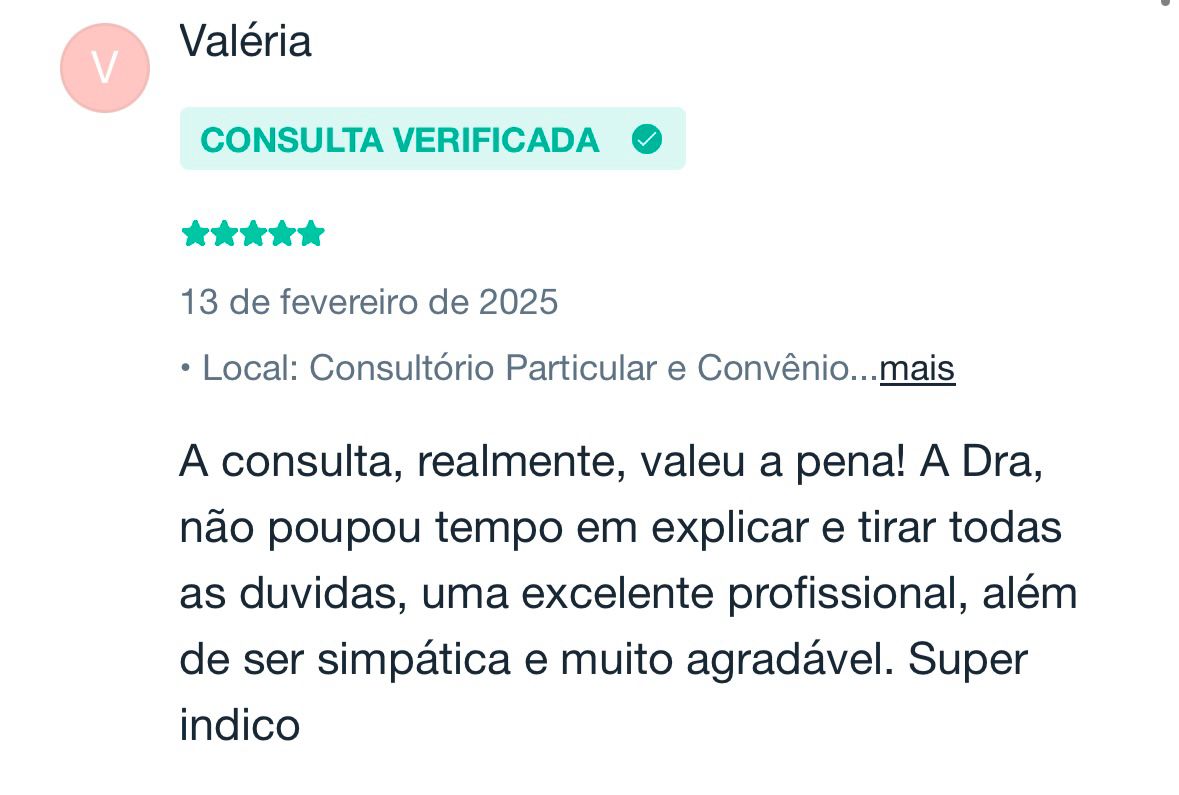 V
Valéria
CONSULTA VERIFICADA
13 de fevereiro de 2025
• Local: Consultório Particular e Convênio...mais
A consulta, realmente, valeu a pena! A Dra,
não poupou tempo em explicar e tirar todas
as duvidas, uma excelente profissional, além
de ser simpática e muito agradável. Super
indico